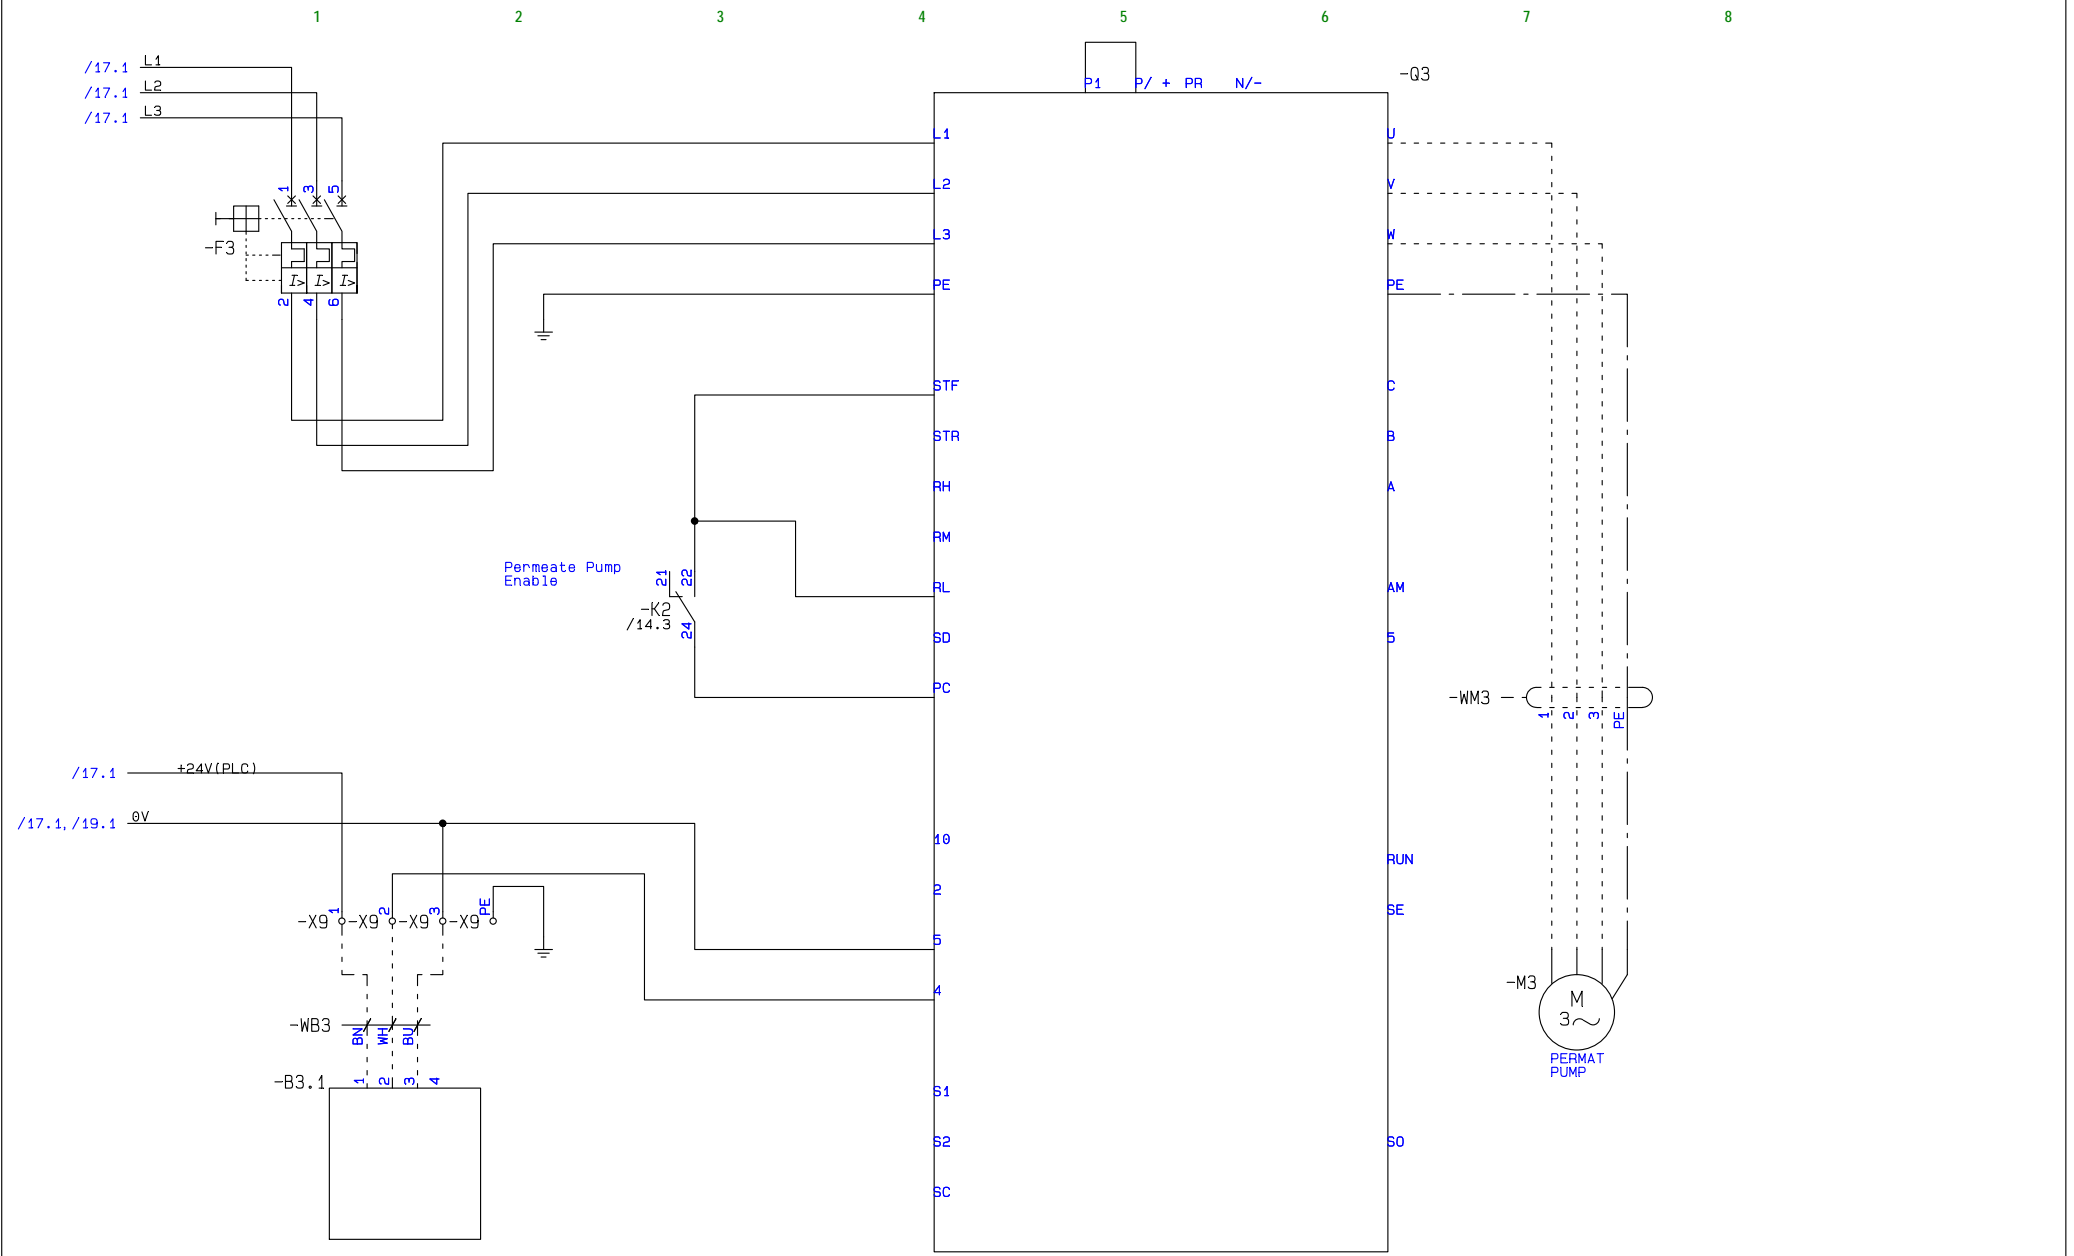 1 2 3 4 5 6 7 8
/17.1 L1
/17.1 L2
/17.1 L3
P1 P/ + PR N/-
-Q3
L1 U
L2 V
L3 W
PE PE
1 3 5
-F3
I> I> I>
2 4 6
STF C
STR B
RH A
RM
RL AM
SD 5
PC
Permeate Pump
Enable
21 22
-K2
/14.3
24
-WM3
1 2 3 PE
/17.1 +24V(PLC)
/17.1,/19.1 0V
10
RUN
2
SE
5
4
-X9 1 -X9 2 -X9 3 -X9 PE
-WB3
BN WH BU
-B3.1 1 2 3 4
-M3
M
3
PERMAT
PUMP
S1
S2 SO
SC